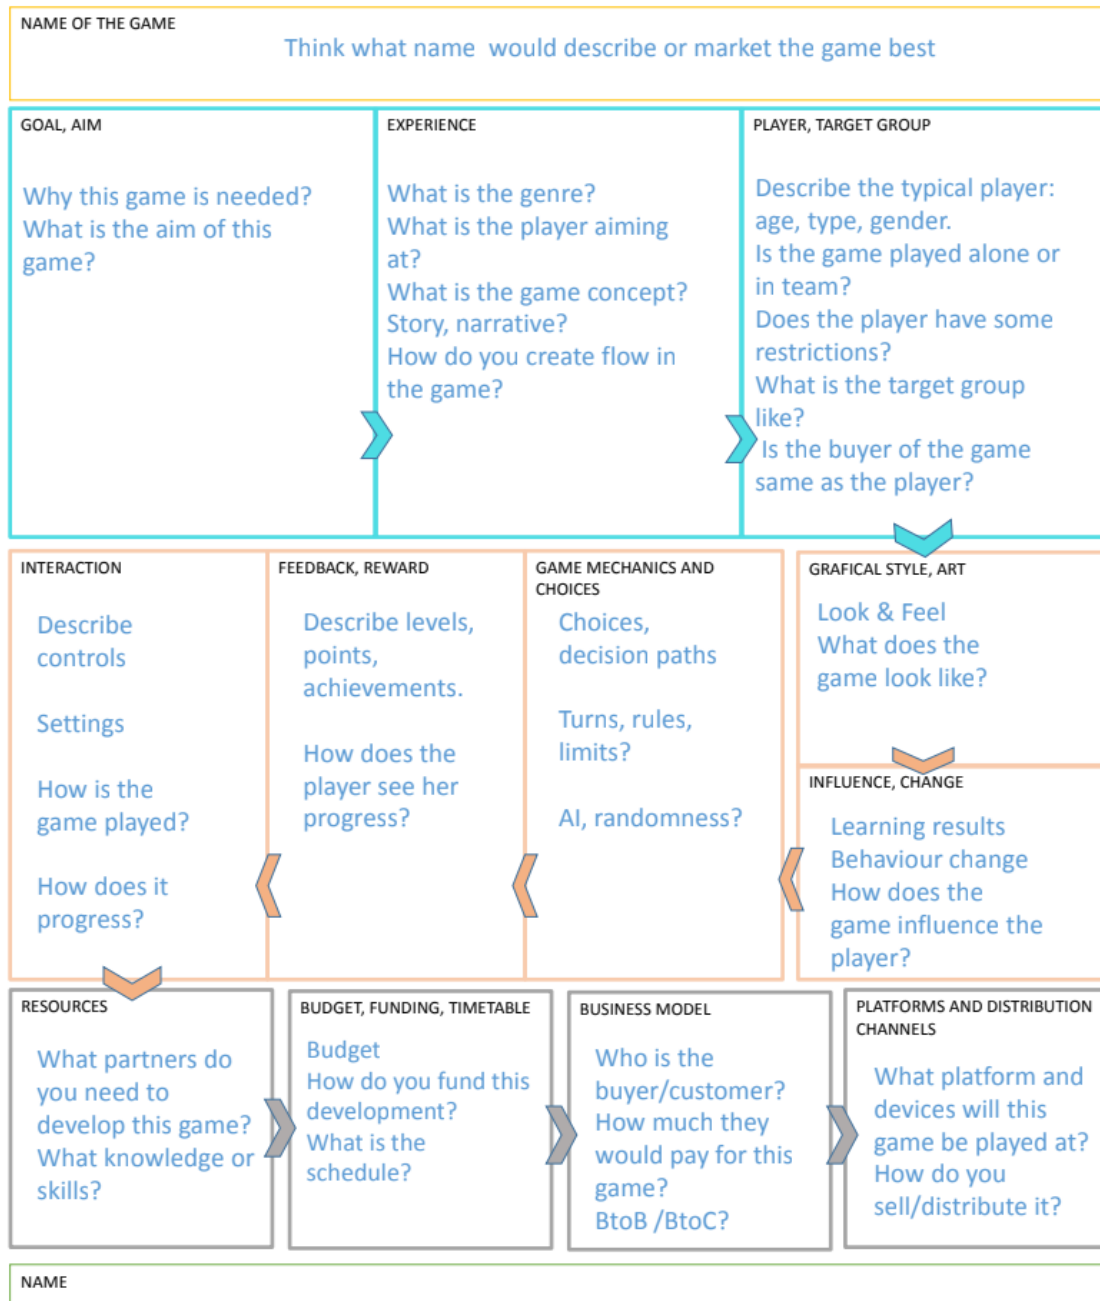 NAME OF THE GAME
Think what name would describe or market the game best
GOAL, AIM
Why this game is needed?
What is the aim of this
game?
EXPERIENCE
What is the genre?
What is the player aiming
at?
What is the game concept?
Story, narrative?
How do you create flow in
the game?
PLAYER, TARGET GROUP
Describe the typical player:
age, type, gender.
Is the game played alone or
in team?
Does the player have some
restrictions?
What is the target group
like?
Is the buyer of the game
same as the player?
INTERACTION
Describe
controls
Settings
How is the
game played?
How does it
progress?
FEEDBACK, REWARD
Describe levels,
points,
achievements.
How does the
player see her
progress?
GAME MECHANICS AND
CHOICES
Choices,
decision paths
Turns, rules,
limits?
AI, randomness?
GRAFICAL STYLE, ART
Look & Feel
What does the
game look like?
INFLUENCE, CHANGE
Learning results
Behaviour change
How does the
game influence the
player?
RESOURCES
What partners do
you need to
develop this game?
What knowledge or
skills?
BUDGET, FUNDING, TIMETABLE
Budget
How do you fund this
development?
What is the
schedule?
BUSINESS MODEL
Who is the
buyer/customer?
How much they
would pay for this
game?
BtoB /BtoC?
PLATFORMS AND DISTRIBUTION
CHANNELS
What platform and
devices will this
game be played at?
How do you
sell/distribute it?
NAME